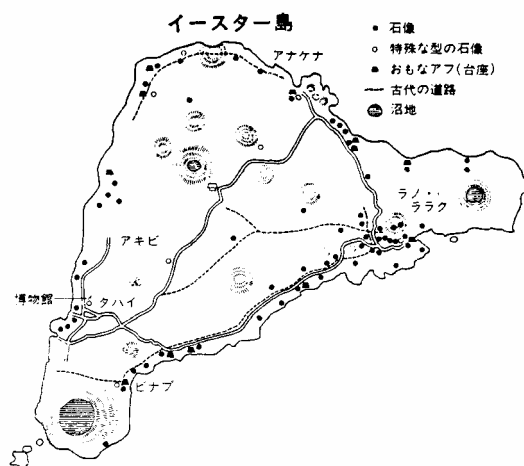 イースター島
石像
特殊な型の石像
おもなアフ(台座)
古代の道路
沼地
アナケナ
ラノ・
ララク
アキビ
博物館
タハイ
ビナプ